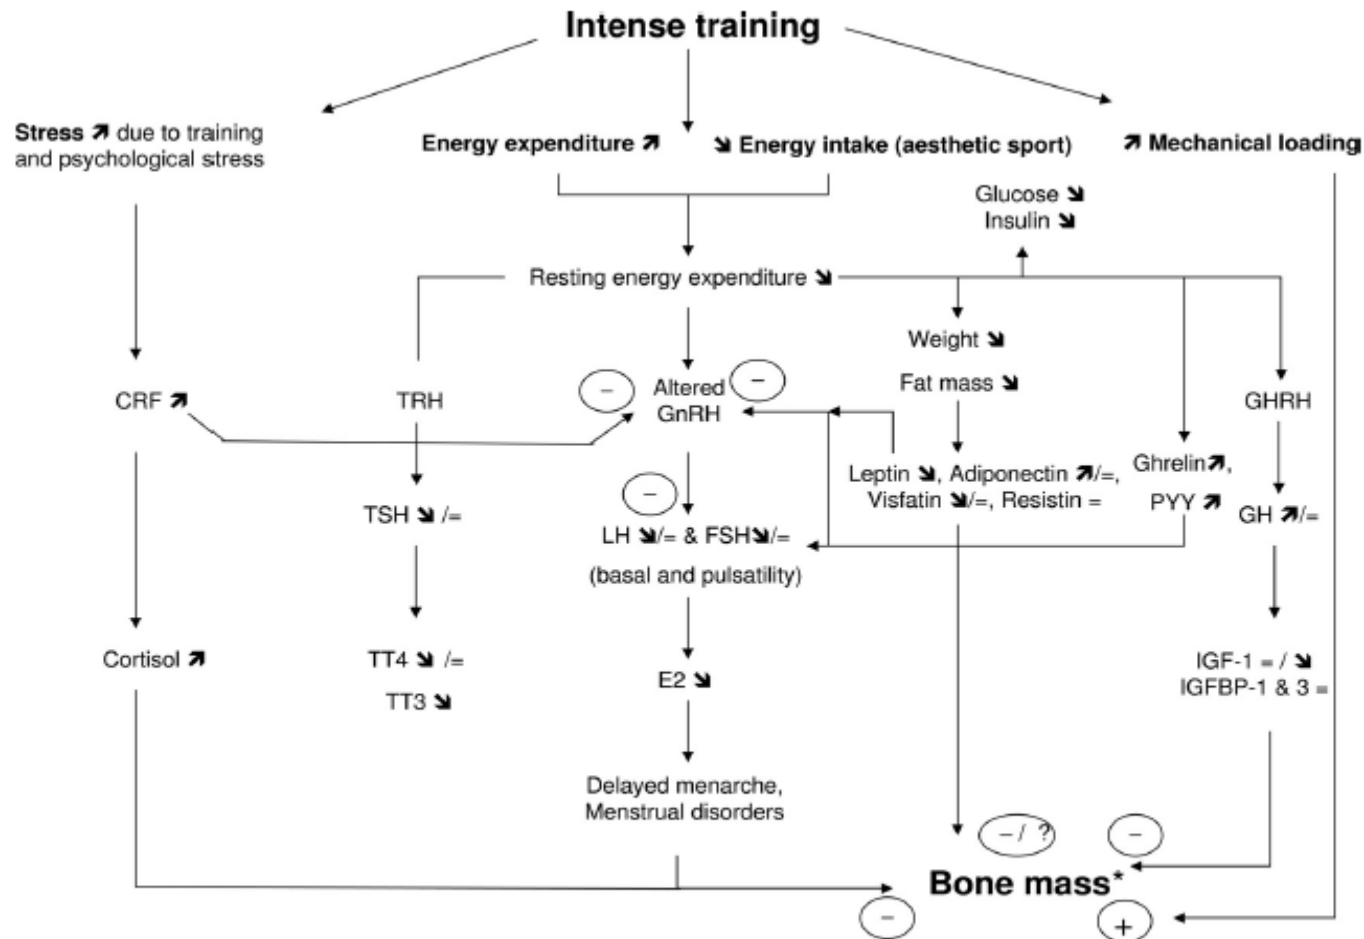 Intense training
Stress ↗ due to training
and psychological stress
Energy expenditure ↗
↘ Energy intake (aesthetic sport)
↗ Mechanical loading
Glucose ↘
Insulin ↘
Resting energy expenditure ↘
Weight ↘
Fat mass ↘
CRF ↗
TRH
−
Altered
GnRH
−
GHRH
Leptin ↘, Adiponectin ↗/=,
Visfatin ↘/=, Resistin =
Ghrelin↗,
PYY ↗
−
TSH ↘ /=
GH ↗/=
LH ↘/= & FSH↘/=
(basal and pulsatility)
Cortisol ↗
TT4 ↘ /=
TT3 ↘
E2 ↘
IGF-1 = / ↘
IGFBP-1 & 3 =
Delayed menarche,
Menstrual disorders
− / ?
−
Bone mass*
−
+